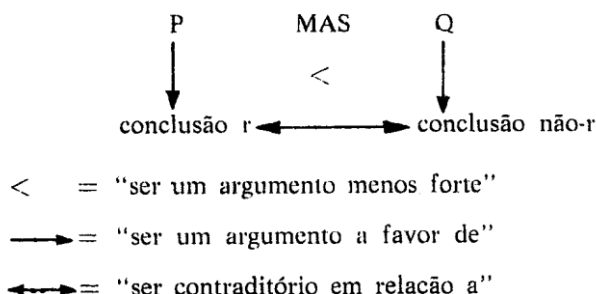 P MAS Q
<
conclusão r conclusão não-r
< = “ser um argumento menos forte”
= “ser um argumento a favor de”
= “ser contraditório em relação a”